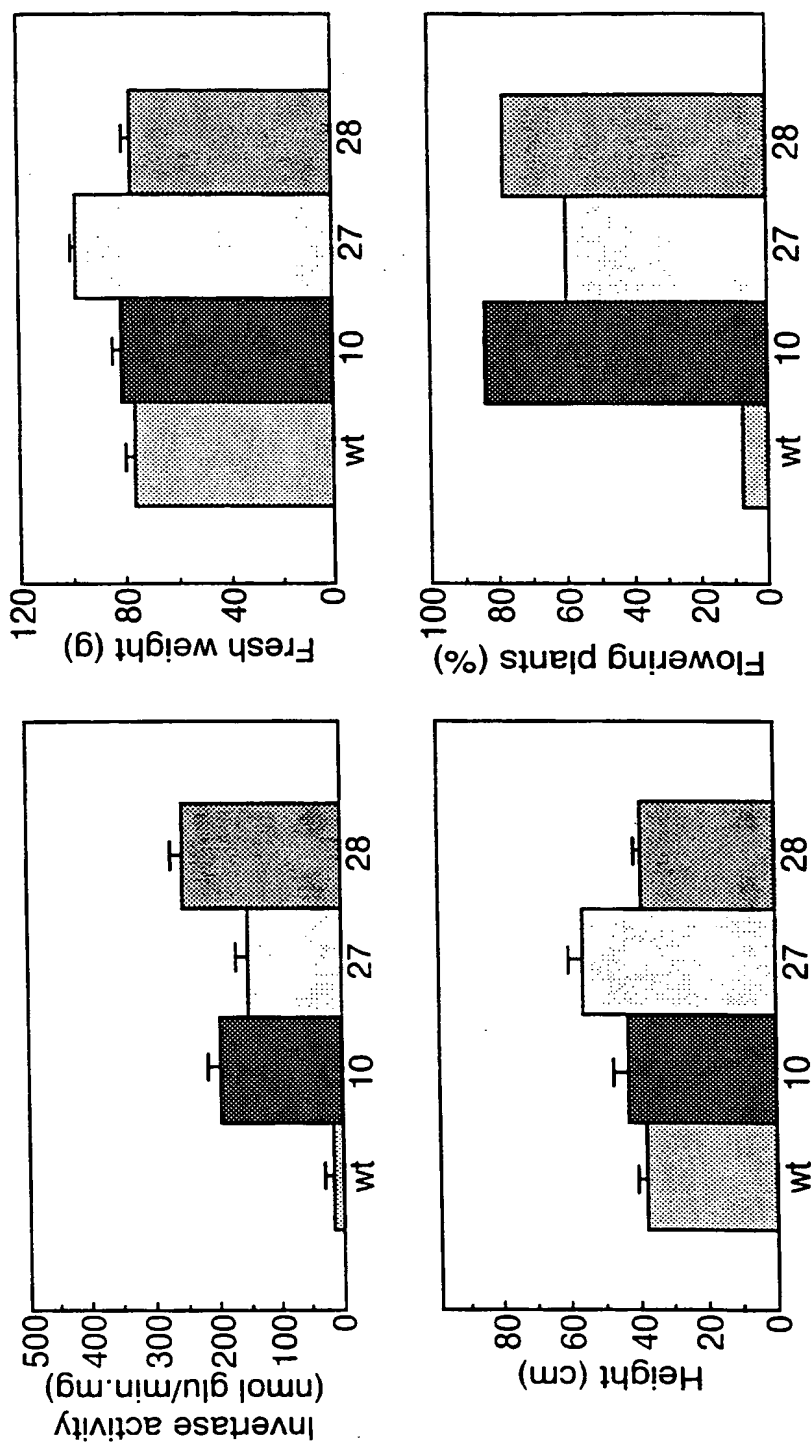 Invertase activity
(nmol glu/min.mg)
500
400
300
200
100
0
wt 10 27 28
Fresh weight (g)
120
80
40
0
wt 10 27 28
Height (cm)
80
60
40
20
0
wt 10 27 28
Flowering plants (%)
100
80
60
40
20
0
wt 10 27 28